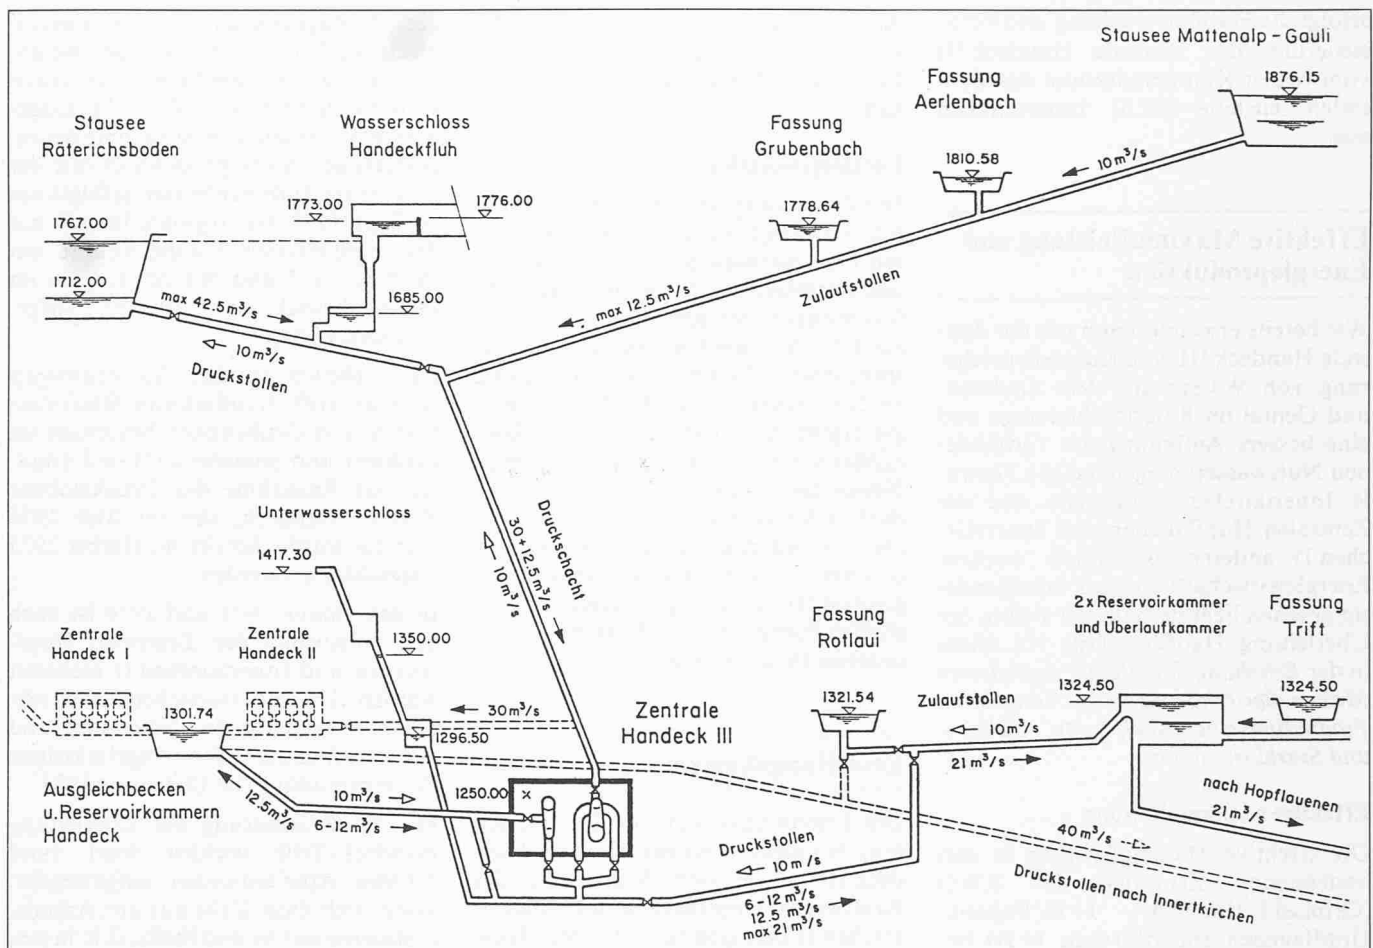 Stausee Mattenalp – Gauli
1876.15
Fassung
Aerlenbach
1810.58
10 m³/s
Fassung
Grubenbach
1778.64
Stausee
Räterichsboden
1767.00
1712.00
Wasserschloss
Handeckfluh
1773.00
1776.00
1685.00
max 42.5 m³/s
10 m³/s
Druckstollen
max 12.5 m³/s
Zulaufstollen
Druckschacht
30 + 12.5 m³/s
10 m³/s
Unterwasserschloss
1417.30
1350.00
Zentrale
Handeck I
Zentrale
Handeck II
1301.74
30 m³/s
1296.50
Zentrale
Handeck III
1250.00
Ausgleichbecken
u. Reservoirkammern
Handeck
12.5 m³/s
10 m³/s
6-12 m³/s
Fassung
Rotlaui
1321.54
2x Reservoirkammer
und Überlaufkammer
Fassung
Trift
1324.50
1324.50
Zulaufstollen
10 m³/s
21 m³/s
nach Hopflauenen
21 m³/s
Druckstollen
10 m³/s
6-12 m³/s
12.5 m³/s
max 21 m³/s
40 m³/s
Druckstollen nach Innertkirchen